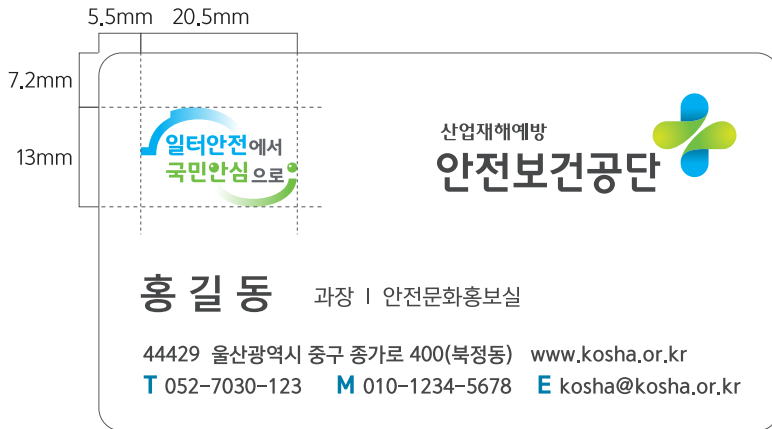 5.5mm 20.5mm
7.2mm
13mm
일터안전에서
국민안심으로
산업재해예방
안전보건공단
홍길동 과장 | 안전문화홍보실
44429 울산광역시 중구 종가로 400(북정동) www.kosha.or.kr
T 052-7030-123 M 010-1234-5678 E kosha@kosha.or.kr